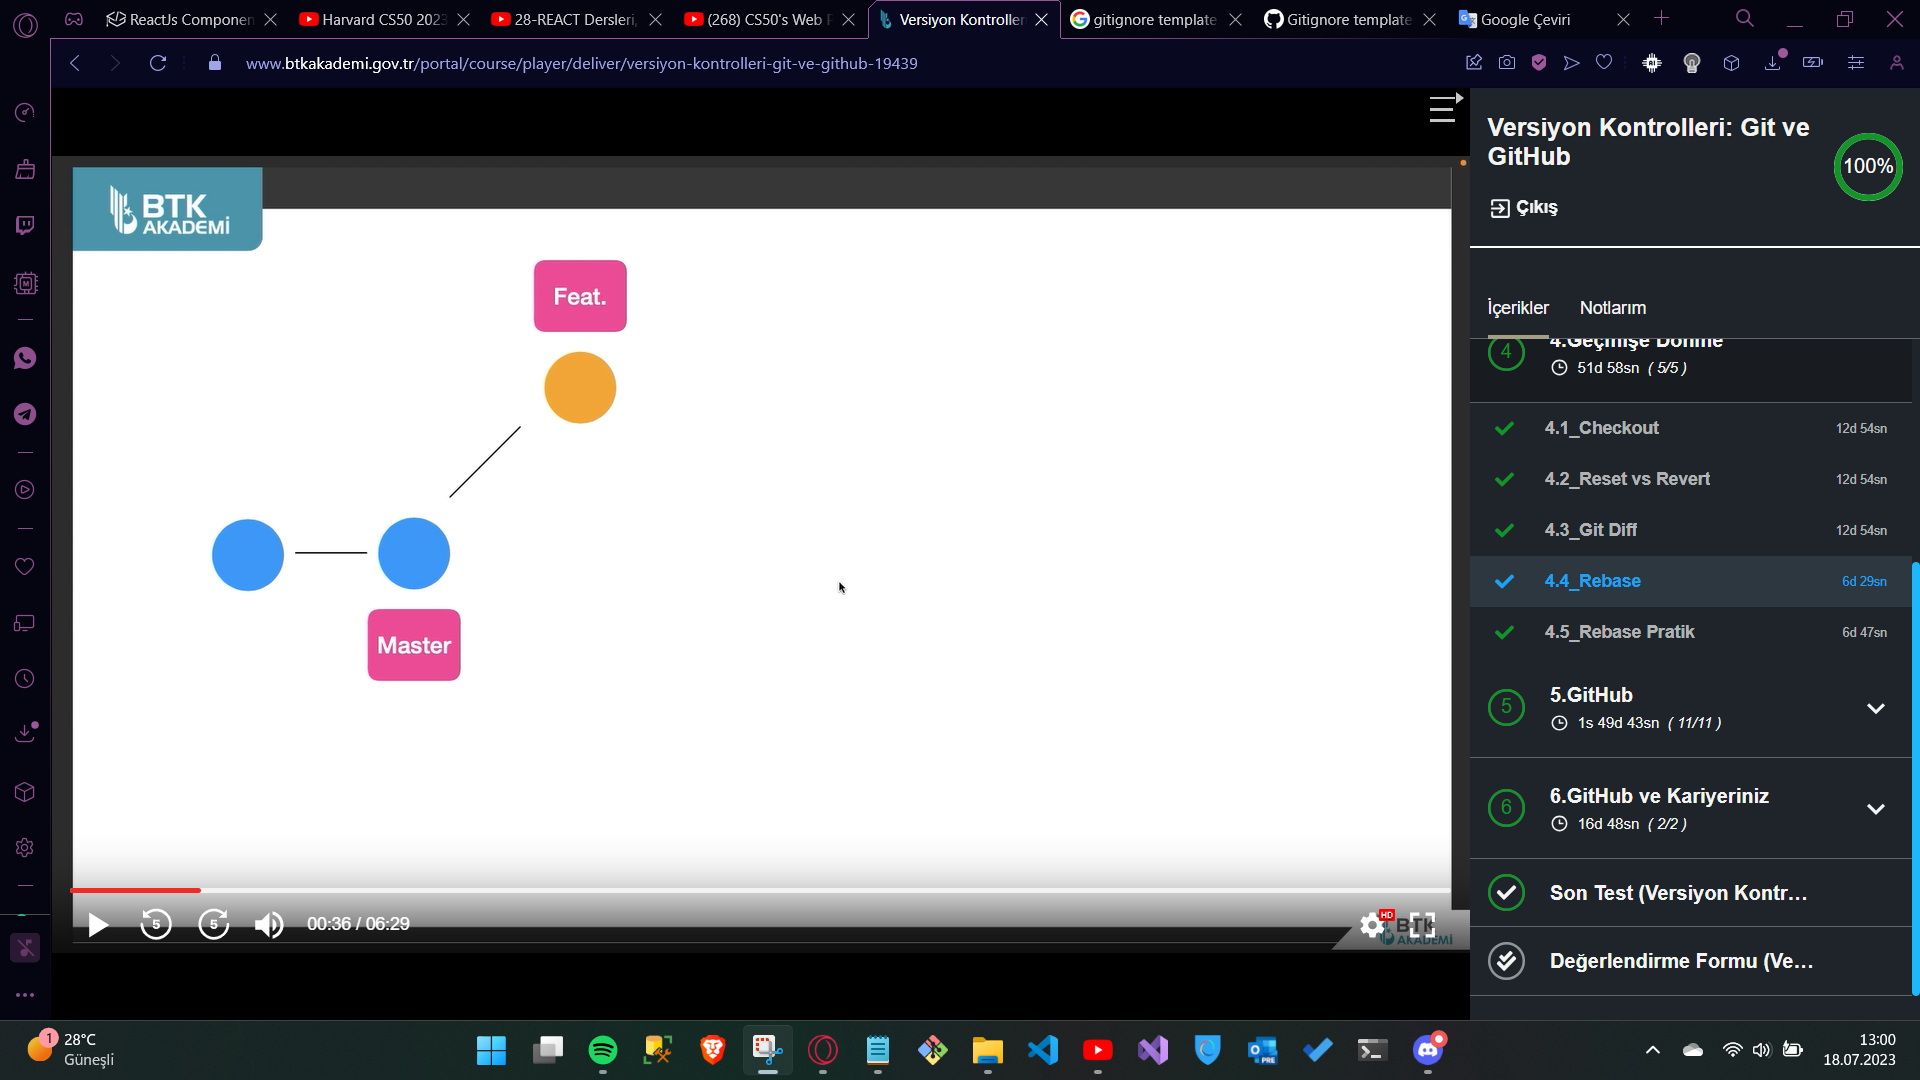 ReactJs Componen
Harvard CS50 2023
28-REACT Dersleri,
(268) CS50's Web P
Versiyon Kontroller
gitignore template
Gitignore template
Google Çeviri
www.btkakademi.gov.tr/portal/course/player/deliver/versiyon-kontrolleri-git-ve-github-19439
BTK
AKADEMİ
Feat.
Master
00:36 / 06:29
HD
BTK
AKADEMİ
Versiyon Kontrolleri: Git ve
GitHub
100%
Çıkış
İçerikler
Notlarım
4
4.Geçmişe Dönme
51d 58sn ( 5/5 )
4.1_Checkout
12d 54sn
4.2_Reset vs Revert
12d 54sn
4.3_Git Diff
12d 54sn
4.4_Rebase
6d 29sn
4.5_Rebase Pratik
6d 47sn
5
5.GitHub
1s 49d 43sn ( 11/11 )
6
6.GitHub ve Kariyeriniz
16d 48sn ( 2/2 )
Son Test (Versiyon Kontr...
Değerlendirme Formu (Ve...
1
28°C
Güneşli
PRE
13:00
18.07.2023